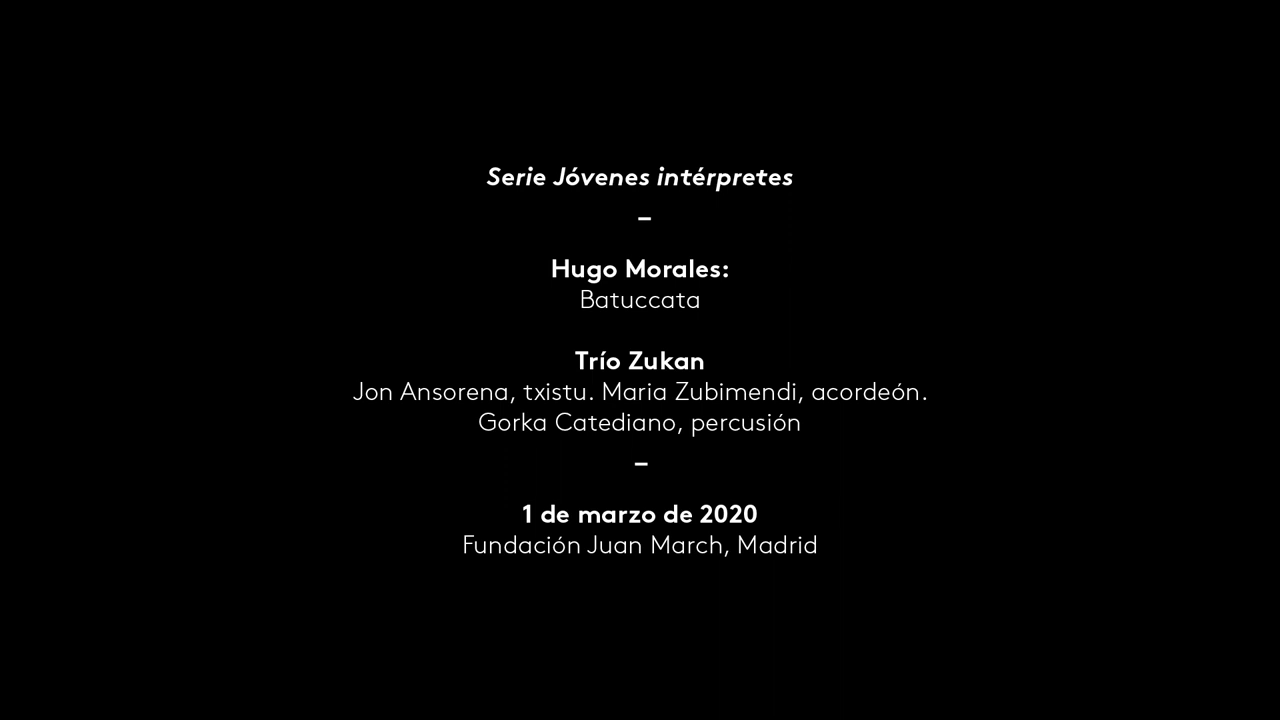 Serie Jóvenes intérpretes
–
Hugo Morales:
Batuccata
Trío Zukan
Jon Ansorena, txistu. Maria Zubimendi, acordeón.
Gorka Catediano, percusión
–
1 de marzo de 2020
Fundación Juan March, Madrid